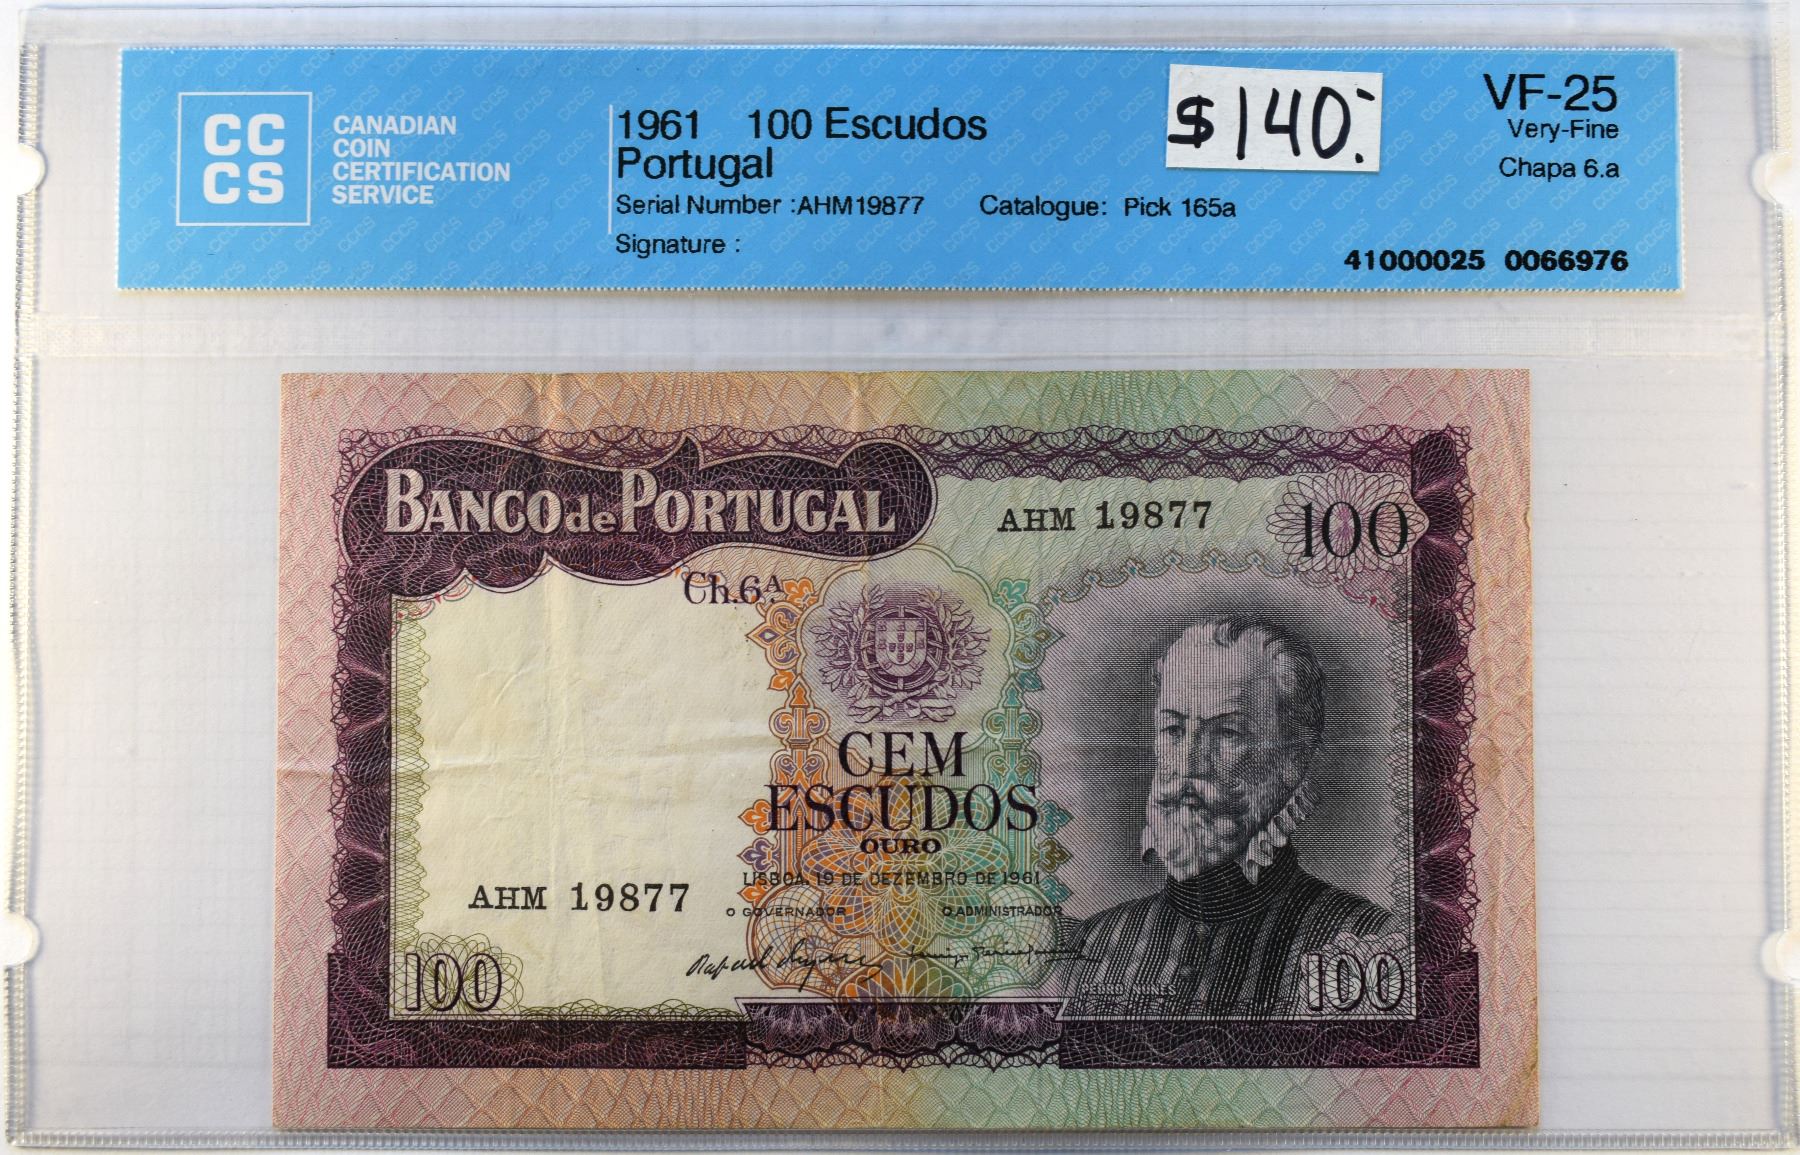 CC
CS
CANADIAN
COIN
CERTIFICATION
SERVICE
1961 100 Escudos
Portugal
Serial Number :AHM19877 Catalogue: Pick 165a
Signature :
$140.-
VF-25
Very-Fine
Chapa 6.a
41000025 0066976
BANCO de PORTUGAL
AHM 19877
100
Ch.6A
CEM
ESCUDOS
OURO
LISBOA, 19 DE DEZEMBRO DE 1961
AHM 19877
O GOVERNADOR O ADMINISTRADOR
100
PEDRO NUNES
100